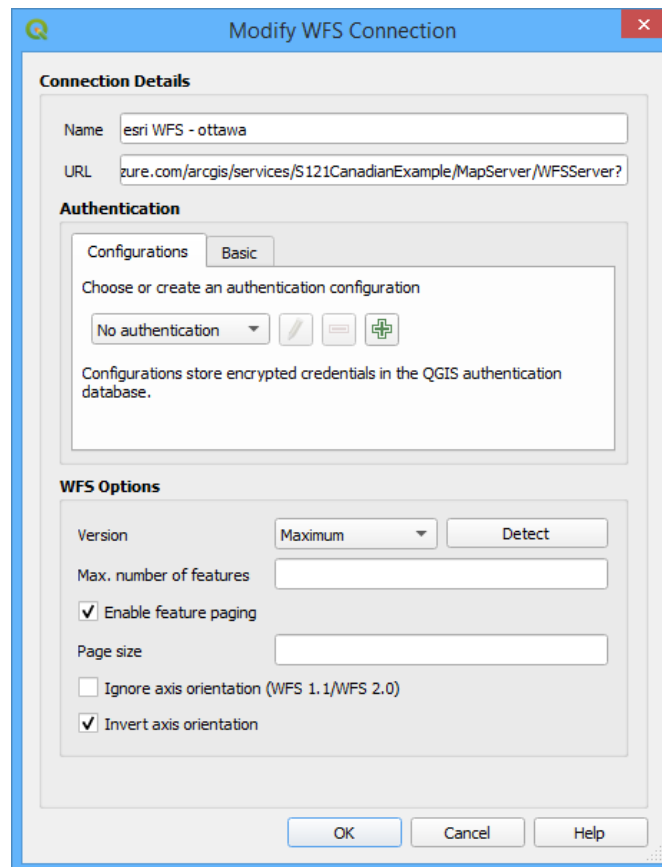 Modify WFS Connection
Connection Details
Name esri WFS - ottawa
URL zure.com/arcgis/services/S121CanadianExample/MapServer/WFSServer?
Authentication
Configurations Basic
Choose or create an authentication configuration
No authentication
Configurations store encrypted credentials in the QGIS authentication
database.
WFS Options
Version Maximum Detect
Max. number of features
Enable feature paging
Page size
Ignore axis orientation (WFS 1.1/WFS 2.0)
Invert axis orientation
OK Cancel Help